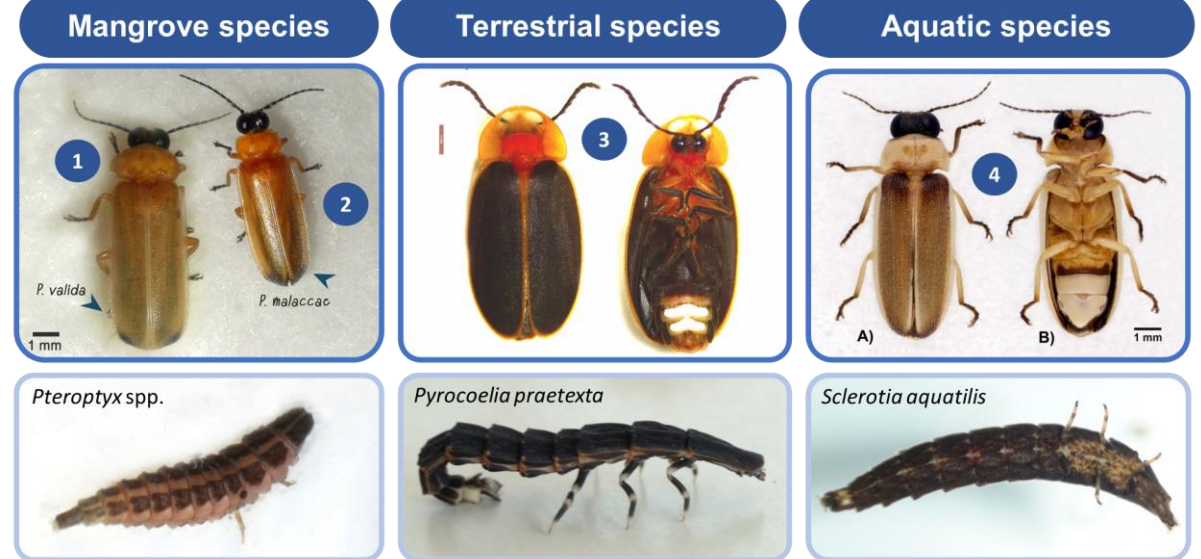 Mangrove species
Terrestrial species
Aquatic species
1
2
3
4
P. valida
P. malaccae
1 mm
A)
B)
1 mm
Pteroptyx spp.
Pyrocoelia praetexta
Sclerotia aquatilis